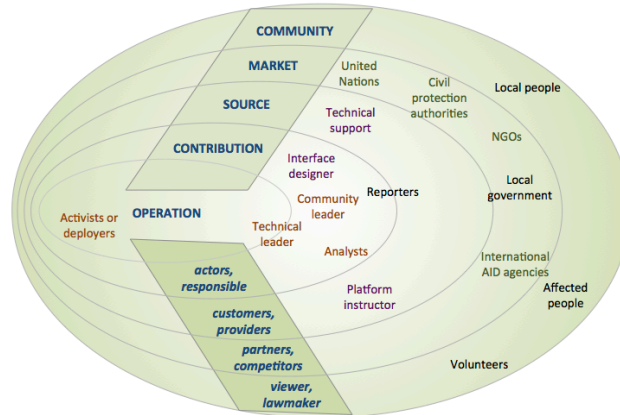 COMMUNITY
MARKET
SOURCE
CONTRIBUTION
OPERATION
United
Nations
Civil
protection
authorities
Local people
Technical
support
NGOs
Interface
designer
Reporters
Local
government
Community
leader
Activists or
deployers
Technical
leader
Analysts
International
AID agencies
Platform
instructor
Affected
people
Volunteers
actors,
responsible
customers,
providers
partners,
competitors
viewer,
lawmaker